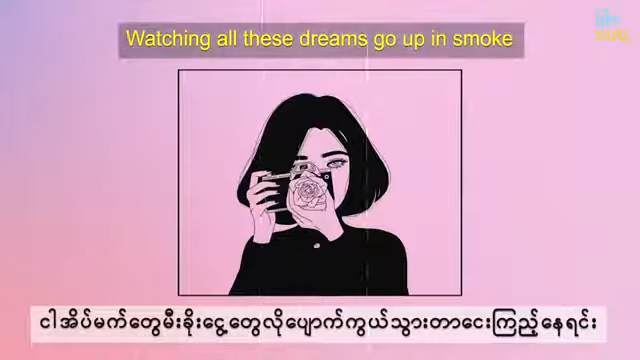 Watching all these dreams go up in smoke
ငါအိပ်မက်တွေမီးခိုးငွေ့တွေလိုပျောက်ကွယ်သွားတာငေးကြည့်နေရင်း